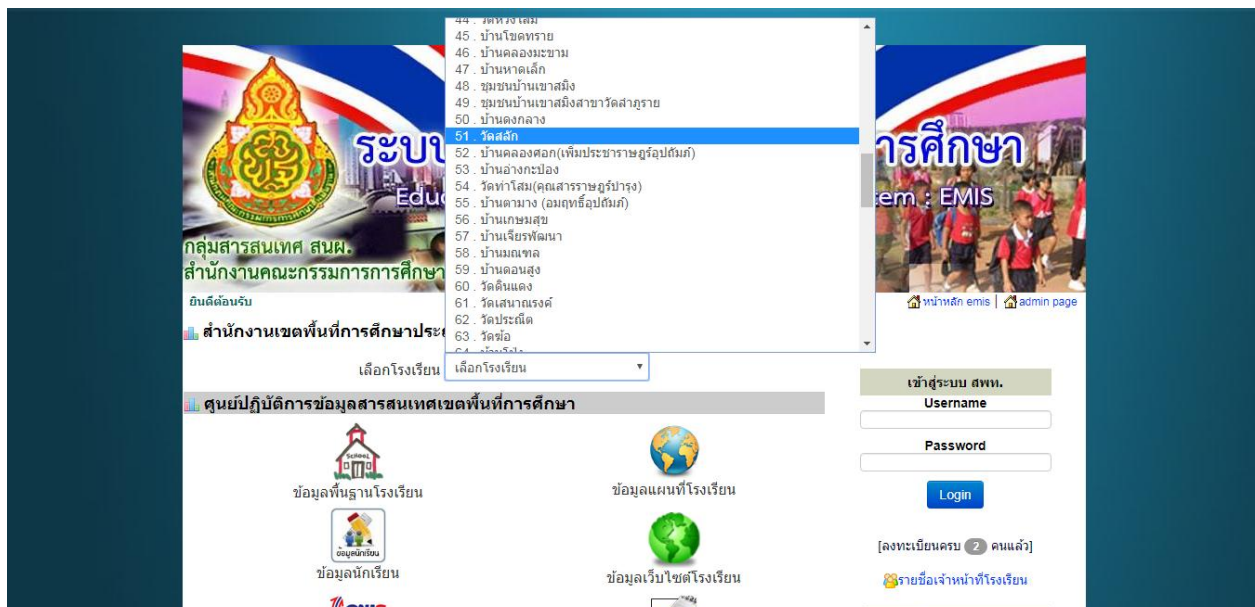 44 . วัดห้วงโสม
45 . บ้านโขดทราย
46 . บ้านคลองมะขาม
47 . บ้านหาดเล็ก
48 . ชุมชนบ้านเขาสมิง
49 . ชุมชนบ้านเขาสมิงสาขาวัดสำภูราย
50 . บ้านดงกลาง
51 . วัดสลัก
52 . บ้านคลองศอก(เพิ่มประชาราษฎร์อุปถัมภ์)
53 . บ้านอ่างกะป่อง
54 . วัดท่าโสม(คุณสารราษฎร์บำรุง)
55 . บ้านตามาง (อมฤทธิ์อุปถัมภ์)
56 . บ้านเกษมสุข
57 . บ้านเจียรพัฒนา
58 . บ้านมณฑล
59 . บ้านดอนสูง
60 . วัดดินแดง
61 . วัดเสนาณรงค์
62 . วัดประณีต
63 . วัดฆ้อ
ระบบ
ารศึกษา
Educ
tem : EMIS
กลุ่มสารสนเทศ สนผ.
สำนักงานคณะกรรมการการศึกษา
ยินดีต้อนรับ
หน้าหลัก emis | admin page
สำนักงานเขตพื้นที่การศึกษาประ
เลือกโรงเรียน
เลือกโรงเรียน
เข้าสู่ระบบ สพท.
ศูนย์ปฏิบัติการข้อมูลสารสนเทศเขตพื้นที่การศึกษา
Username
Password
Login
SCHOOL
ข้อมูลพื้นฐานโรงเรียน
ข้อมูลแผนที่โรงเรียน
[ลงทะเบียนครบ 2 คนแล้ว]
ข้อมูลนักเรียน
ข้อมูลนักเรียน
ข้อมูลเว็บไซต์โรงเรียน
รายชื่อเจ้าหน้าที่โรงเรียน